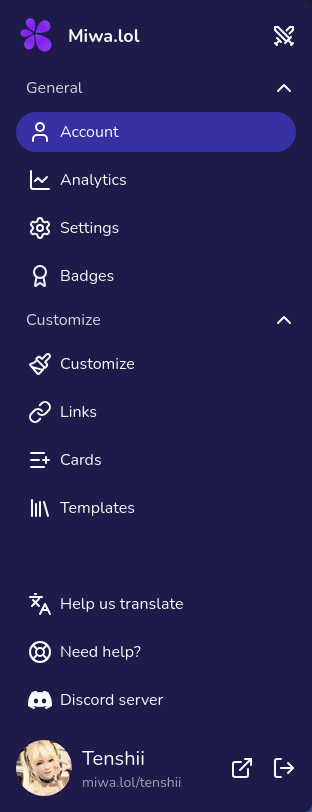 Miwa.lol
General
Account
Analytics
Settings
Badges
Customize
Customize
Links
Cards
Templates
Help us translate
Need help?
Discord server
Tenshii
miwa.lol/tenshii